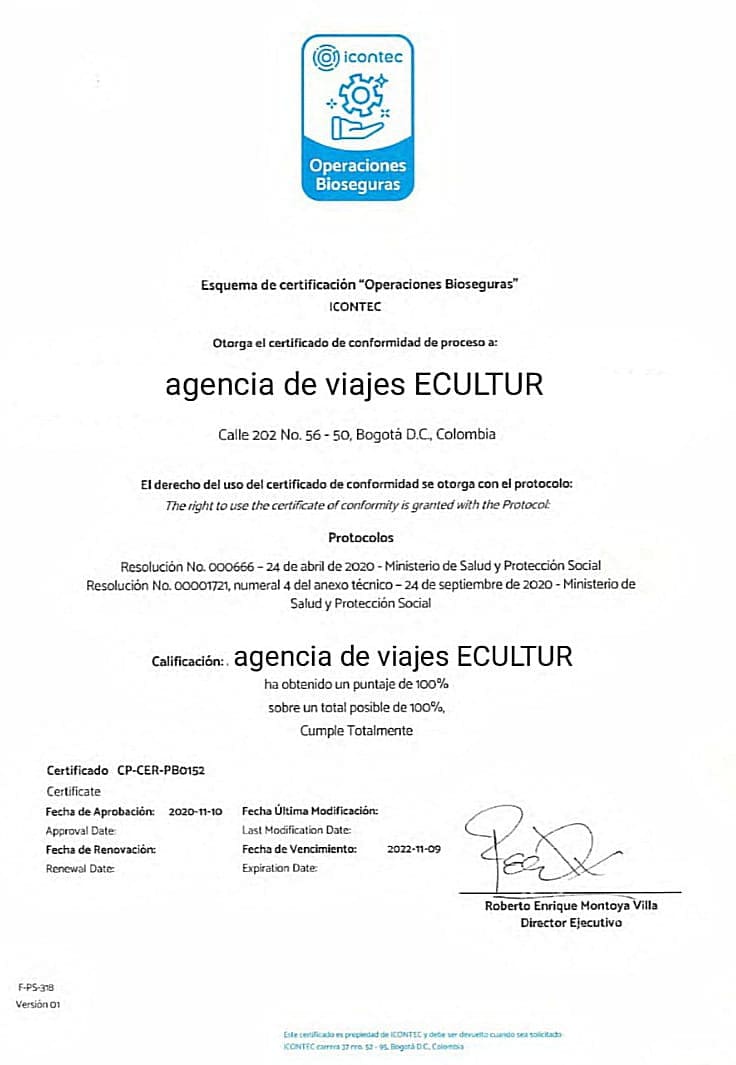 icontec
Operaciones
Bioseguras
Esquema de certificación “Operaciones Bioseguras”
ICONTEC
Otorga el certificado de conformidad de proceso a:
agencia de viajes ECULTUR
Calle 202 No. 56 - 50, Bogotá D.C., Colombia
El derecho del uso del certificado de conformidad se otorga con el protocolo:
The right to use the certificate of conformity is granted with the Protocol:
Protocolos
Resolución No. 000666 – 24 de abril de 2020 - Ministerio de Salud y Protección Social
Resolución No. 00001721, numeral 4 del anexo técnico – 24 de septiembre de 2020 - Ministerio de
Salud y Protección Social
Calificación: . agencia de viajes ECULTUR
ha obtenido un puntaje de 100%
sobre un total posible de 100%,
Cumple Totalmente
Certificado CP-CER-PB0152
Certificate
Fecha de Aprobación: 2020-11-10 Fecha Última Modificación:
Approval Date: Last Modification Date:
Fecha de Renovación: Fecha de Vencimiento: 2022-11-09
Renewal Date: Expiration Date:
Roberto Enrique Montoya Villa
Director Ejecutivo
F-PS-318
Versión 01
Este certificado es propiedad de ICONTEC y debe ser devuelto cuando sea solicitado
ICONTEC carrera 37 nro. 52 - 95, Bogotá D.C., Colombia